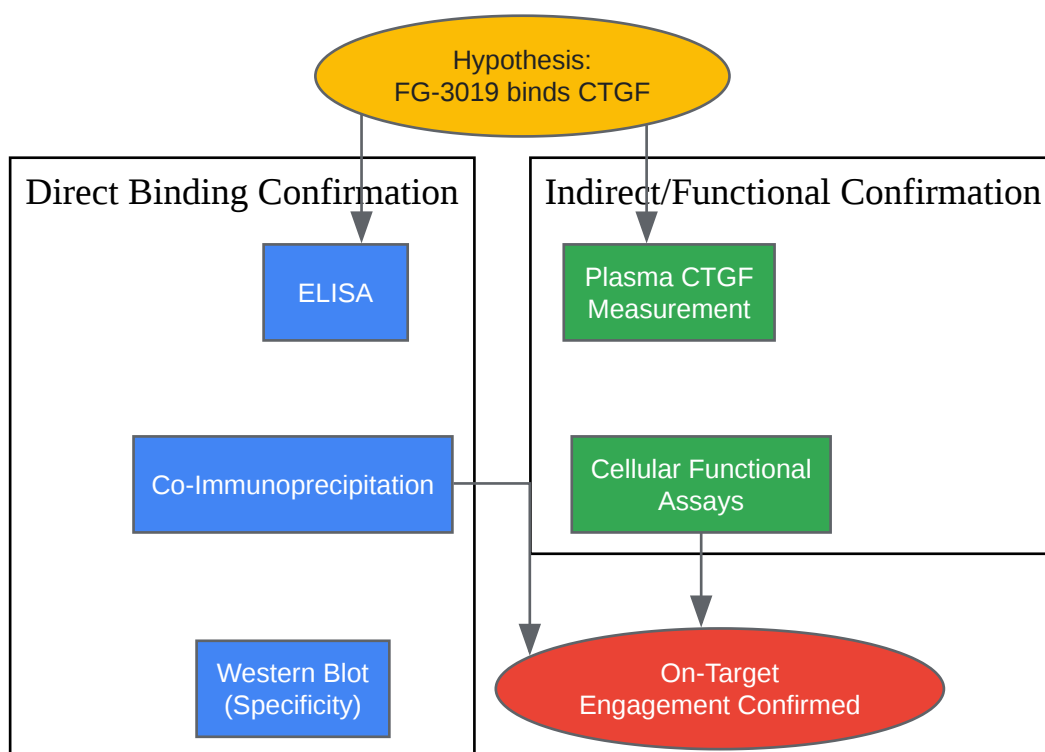 Hypothesis:
FG-3019 binds CTGF
Direct Binding Confirmation
Indirect/Functional Confirmation
ELISA
Plasma CTGF
Measurement
Co-Immunoprecipitation
Cellular Functional
Assays
Western Blot
(Specificity)
On-Target
Engagement Confirmed